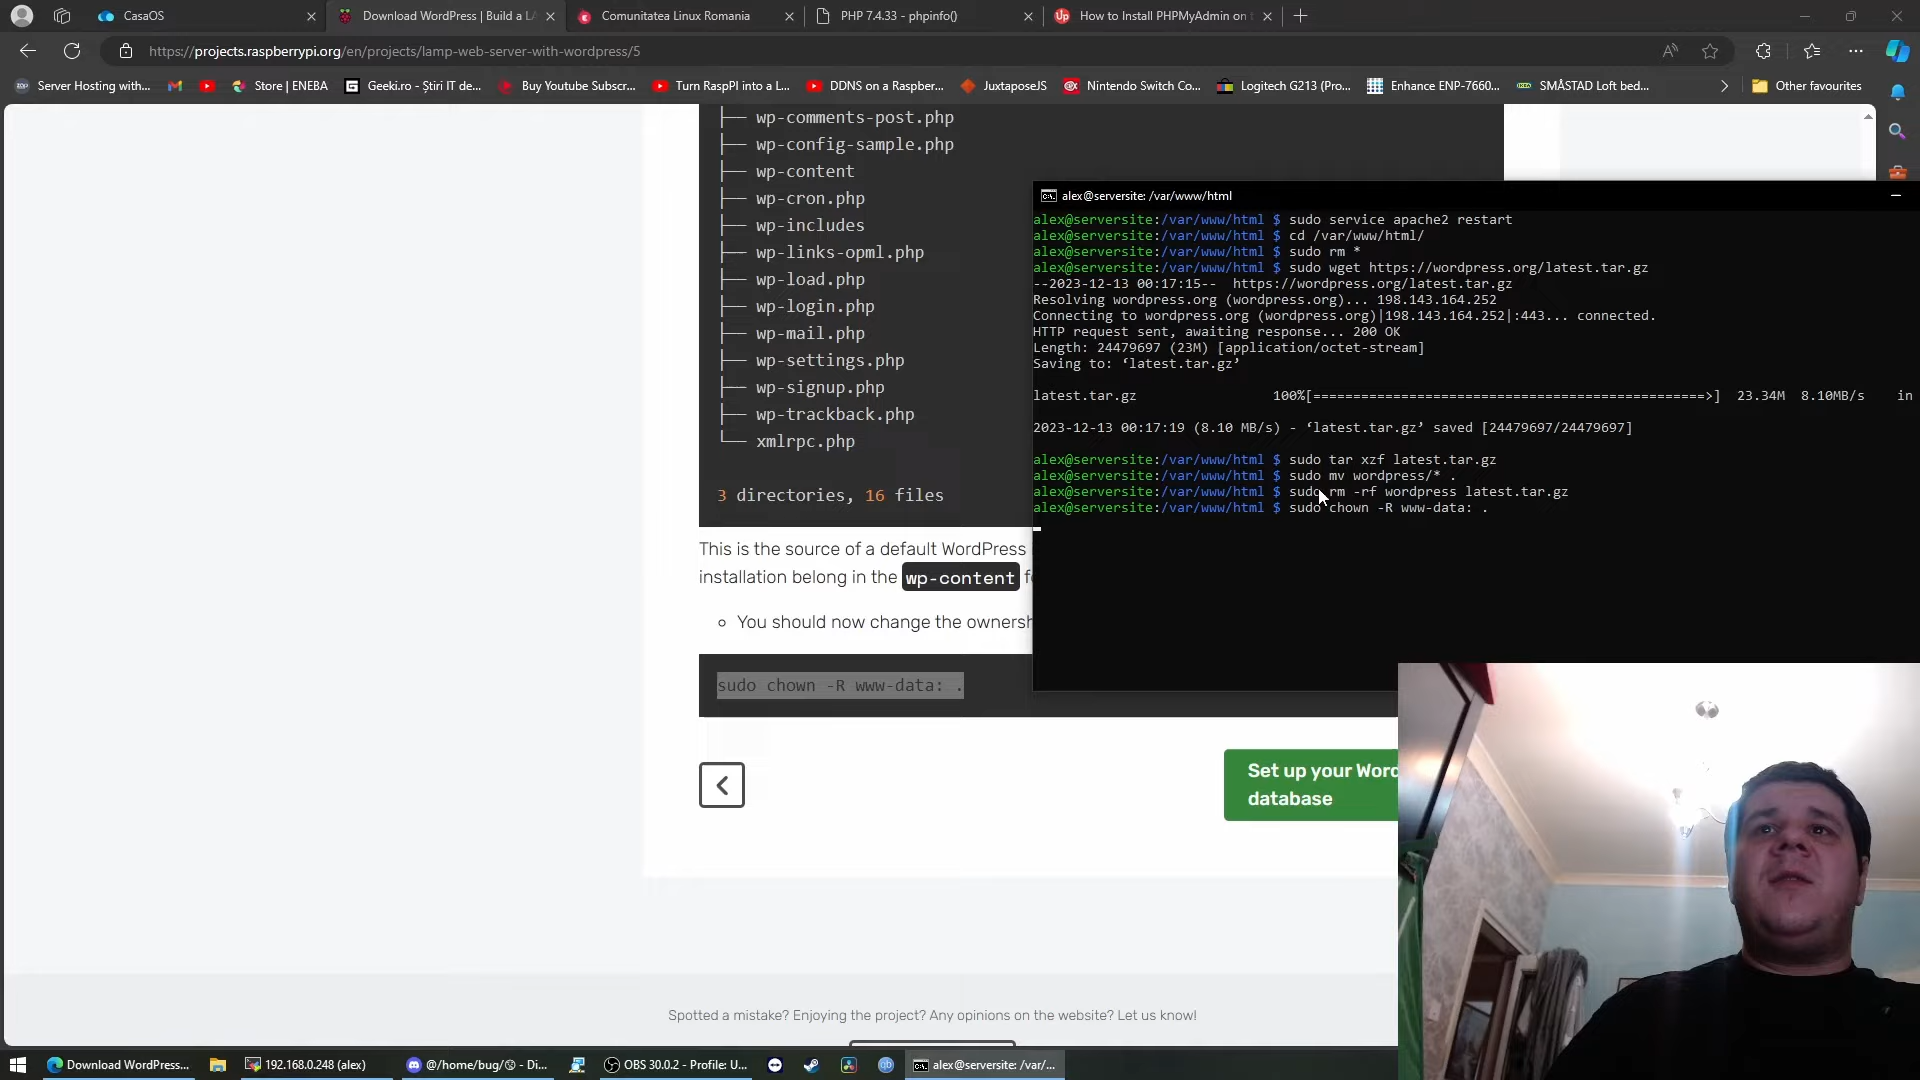 CasaOS
Download WordPress | Build a LA
Comunitatea Linux Romania
PHP 7.4.33 - phpinfo()
How to Install PHPMyAdmin on
https://projects.raspberrypi.org/en/projects/lamp-web-server-with-wordpress/5
Server Hosting with...
Store | ENEBA
Geeki.ro - Știri IT de...
Buy Youtube Subscr...
Turn RaspPI into a L...
DDNS on a Raspber...
JuxtaposeJS
Nintendo Switch Co...
Logitech G213 (Pro...
Enhance ENP-7660...
SMÅSTAD Loft bed...
Other favourites
├── wp-comments-post.php
├── wp-config-sample.php
├── wp-content
├── wp-cron.php
├── wp-includes
├── wp-links-opml.php
├── wp-load.php
├── wp-login.php
├── wp-mail.php
├── wp-settings.php
├── wp-signup.php
├── wp-trackback.php
└── xmlrpc.php
3 directories, 16 files
This is the source of a default WordPress
installation belong in the wp-content f
You should now change the ownersh
sudo chown -R www-data: .
Set up your Word
database
Spotted a mistake? Enjoying the project? Any opinions on the website? Let us know!
alex@serversite: /var/www/html
alex@serversite:/var/www/html $ sudo service apache2 restart
alex@serversite:/var/www/html $ cd /var/www/html/
alex@serversite:/var/www/html $ sudo rm *
alex@serversite:/var/www/html $ sudo wget https://wordpress.org/latest.tar.gz
--2023-12-13 00:17:15--  https://wordpress.org/latest.tar.gz
Resolving wordpress.org (wordpress.org)... 198.143.164.252
Connecting to wordpress.org (wordpress.org)|198.143.164.252|:443... connected.
HTTP request sent, awaiting response... 200 OK
Length: 24479697 (23M) [application/octet-stream]
Saving to: ‘latest.tar.gz’
latest.tar.gz 100%[=================================================>] 23.34M 8.10MB/s in
2023-12-13 00:17:19 (8.10 MB/s) - ‘latest.tar.gz’ saved [24479697/24479697]
alex@serversite:/var/www/html $ sudo tar xzf latest.tar.gz
alex@serversite:/var/www/html $ sudo mv wordpress/* .
alex@serversite:/var/www/html $ sudo rm -rf wordpress latest.tar.gz
alex@serversite:/var/www/html $ sudo chown -R www-data: .
Download WordPress...
192.168.0.248 (alex)
OBS 30.0.2 - Profile: U...
alex@serversite: /var/...